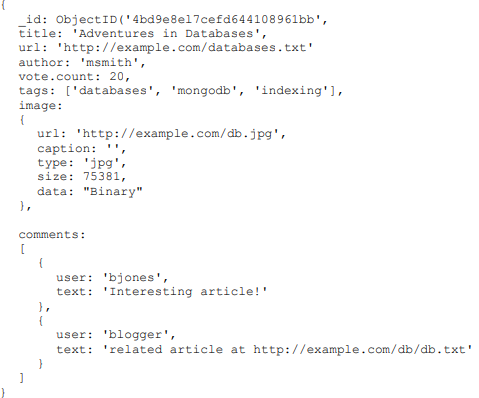 {
_id: ObjectID('4bd9e8e17cefd644108961bb',
title: 'Adventures in Databases',
url: 'http://example.com/databases.txt'
author: 'msmith',
vote.count: 20,
tags: ['databases', 'mongodb', 'indexing'],
image:
{
url: 'http://example.com/db.jpg',
caption: '',
type: 'jpg',
size: 75381,
data: "Binary"
},
comments:
[
{
user: 'bjones',
text: 'Interesting article!'
},
{
user: 'blogger',
text: 'related article at http://example.com/db/db.txt'
}
]
}